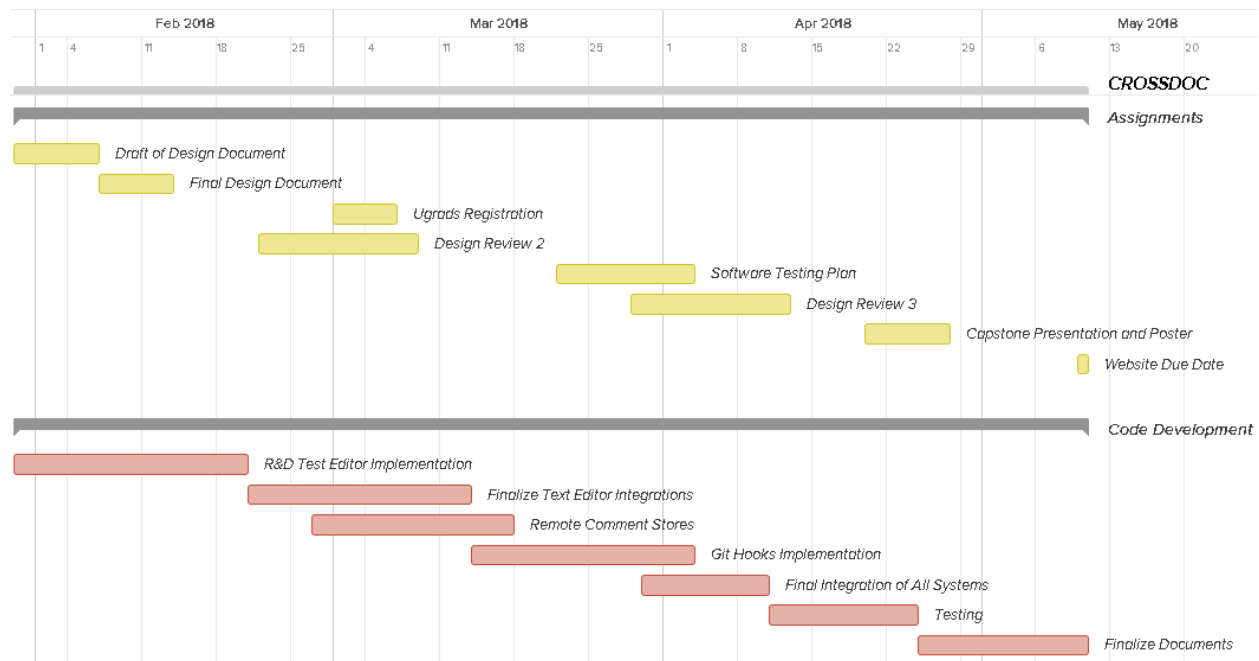 Feb 2018 Mar 2018 Apr 2018 May 2018
1 4 11 18 25 4 11 18 25 1 8 15 22 29 6 13 20
CROSSDOC
Assignments
Draft of Design Document
Final Design Document
Ugrads Registration
Design Review 2
Software Testing Plan
Design Review 3
Capstone Presentation and Poster
Website Due Date
Code Development
R&D Test Editor Implementation
Finalize Text Editor Integrations
Remote Comment Stores
Git Hooks Implementation
Final Integration of All Systems
Testing
Finalize Documents